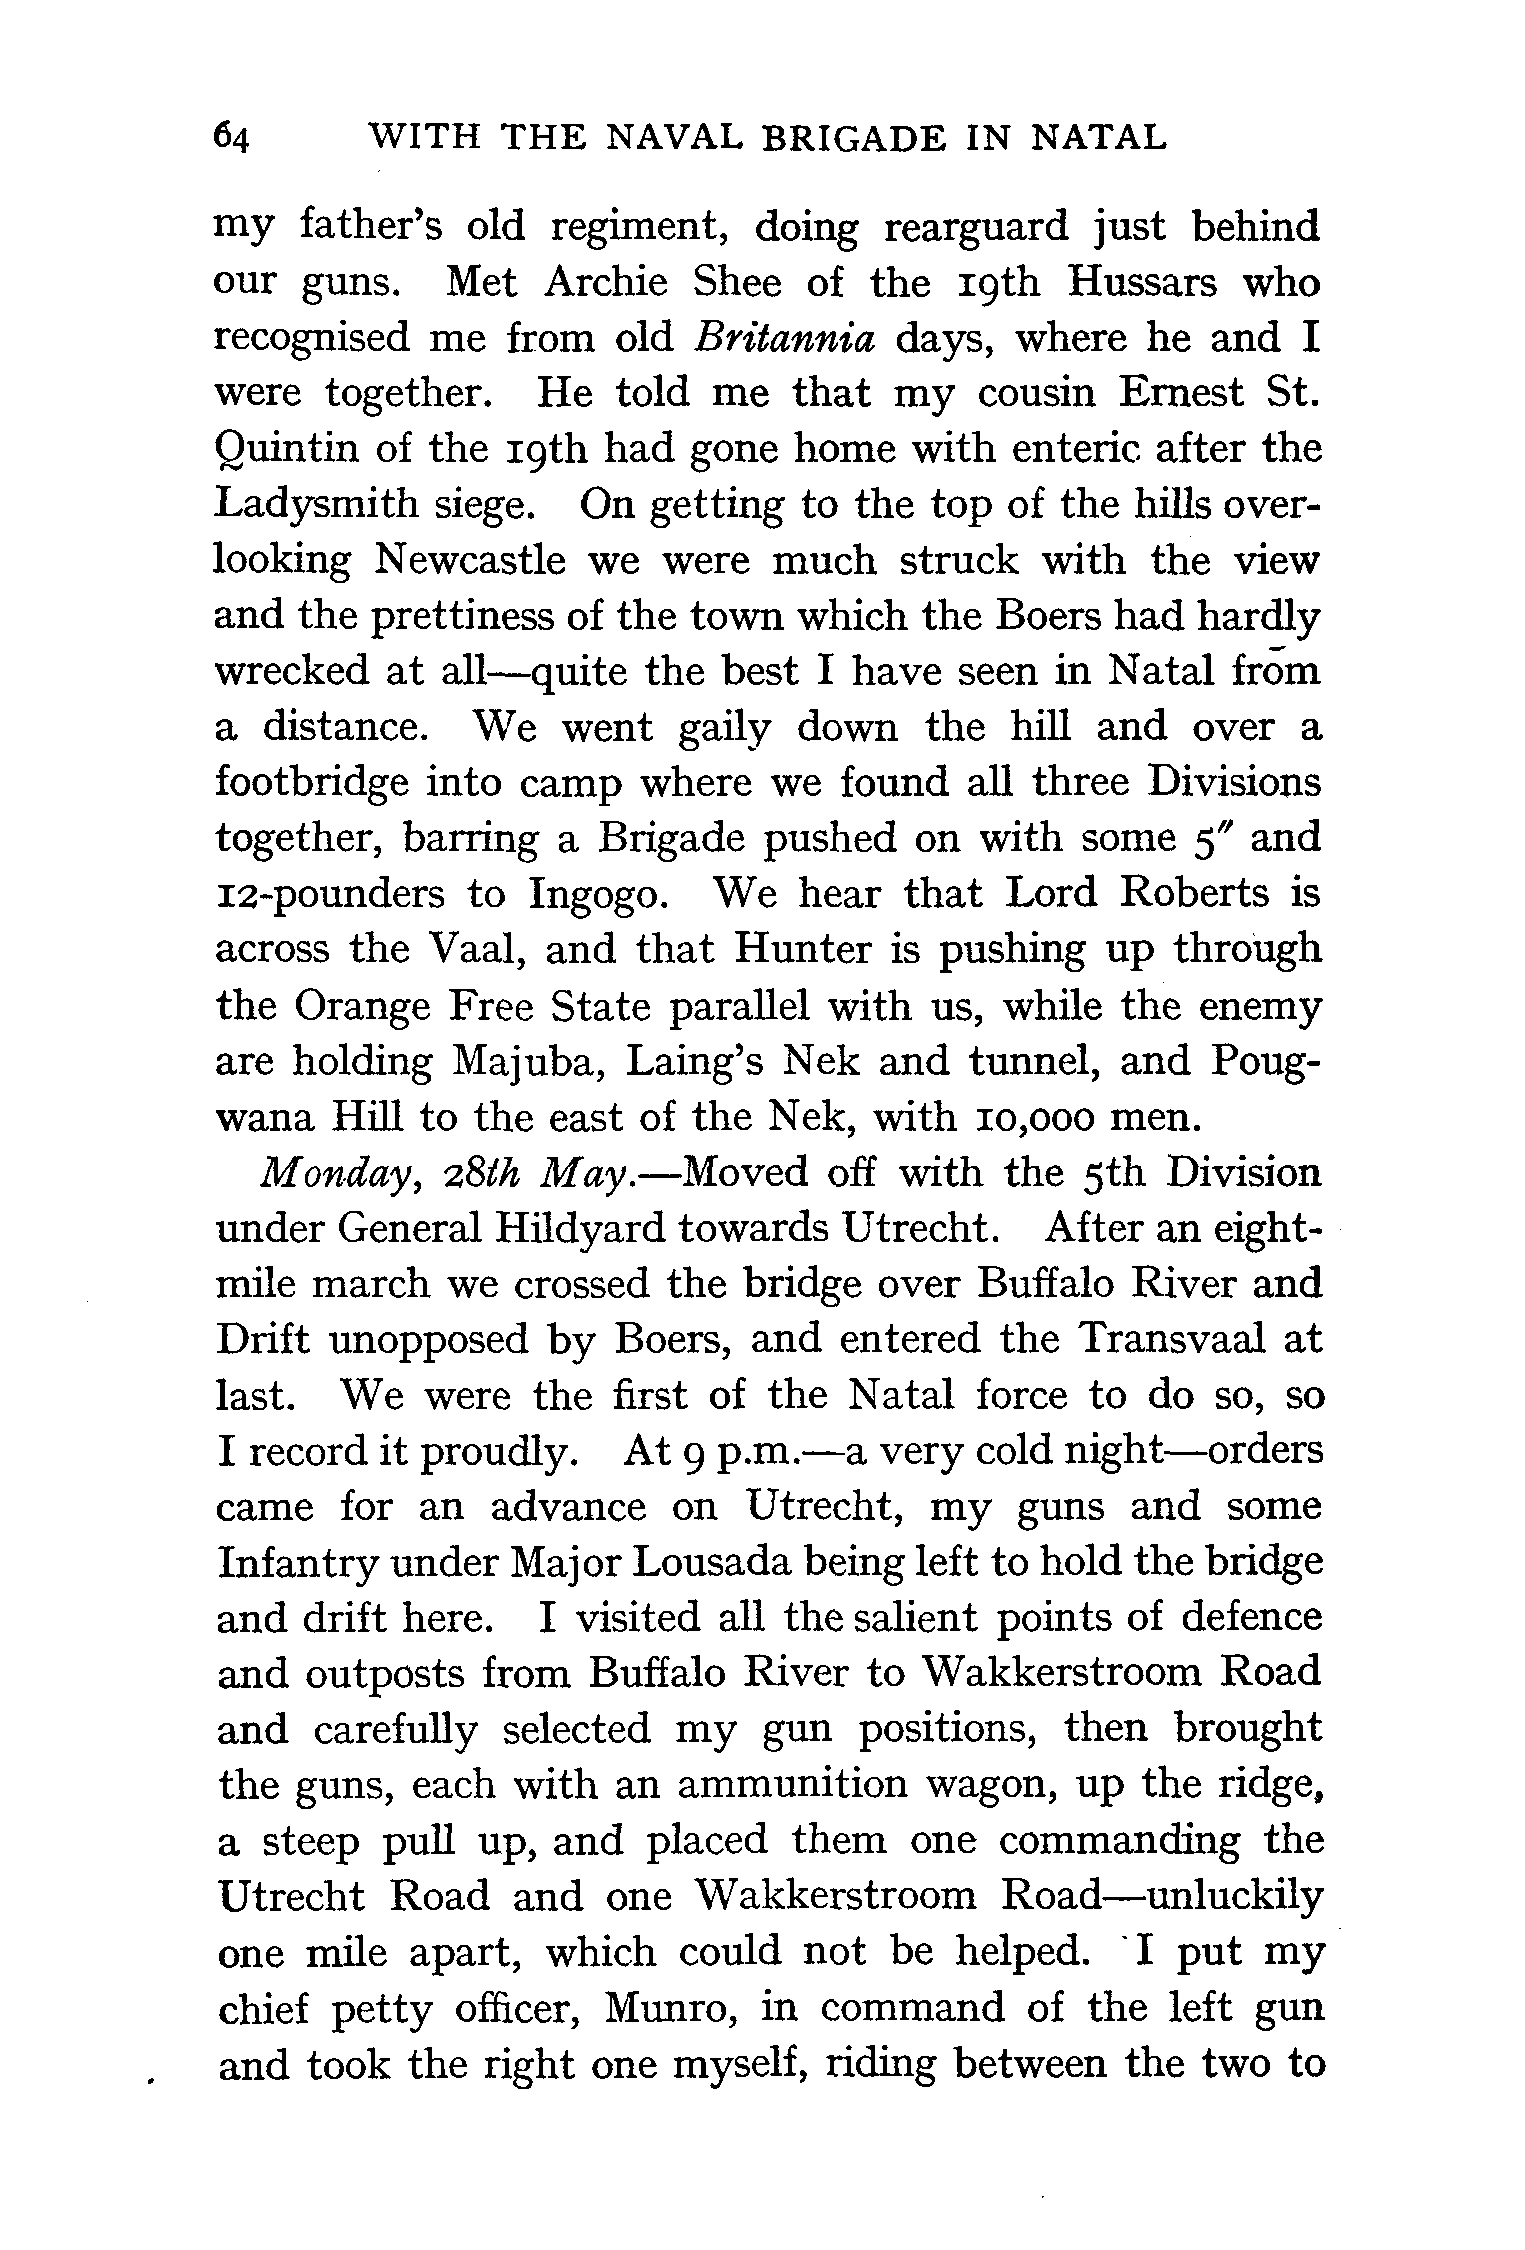 64 WITH THE NAVAL BRIGADE IN NATAL
my father's old regiment, doing rearguard just behind
our guns. Met Archie Shee of the 19th Hussars who
recognised me from old Britannia days, where he and I
were together. He told me that my cousin Ernest St.
Quintin of the 19th had gone home with enteric after the
Ladysmith siege. On getting to the top of the hills over-
looking Newcastle we were much struck with the view
and the prettiness of the town which the Boers had hardly
wrecked at all—quite the best I have seen in Natal from
a distance. We went gaily down the hill and over a
footbridge into camp where we found all three Divisions
together, barring a Brigade pushed on with some 5″ and
12-pounders to Ingogo. We hear that Lord Roberts is
across the Vaal, and that Hunter is pushing up through
the Orange Free State parallel with us, while the enemy
are holding Majuba, Laing's Nek and tunnel, and Poug-
wana Hill to the east of the Nek, with 10,000 men.
Monday, 28th May.—Moved off with the 5th Division
under General Hildyard towards Utrecht. After an eight-
mile march we crossed the bridge over Buffalo River and
Drift unopposed by Boers, and entered the Transvaal at
last. We were the first of the Natal force to do so, so
I record it proudly. At 9 p.m.—a very cold night—orders
came for an advance on Utrecht, my guns and some
Infantry under Major Lousada being left to hold the bridge
and drift here. I visited all the salient points of defence
and outposts from Buffalo River to Wakkerstroom Road
and carefully selected my gun positions, then brought
the guns, each with an ammunition wagon, up the ridge,
a steep pull up, and placed them one commanding the
Utrecht Road and one Wakkerstroom Road—unluckily
one mile apart, which could not be helped. I put my
chief petty officer, Munro, in command of the left gun
and took the right one myself, riding between the two to